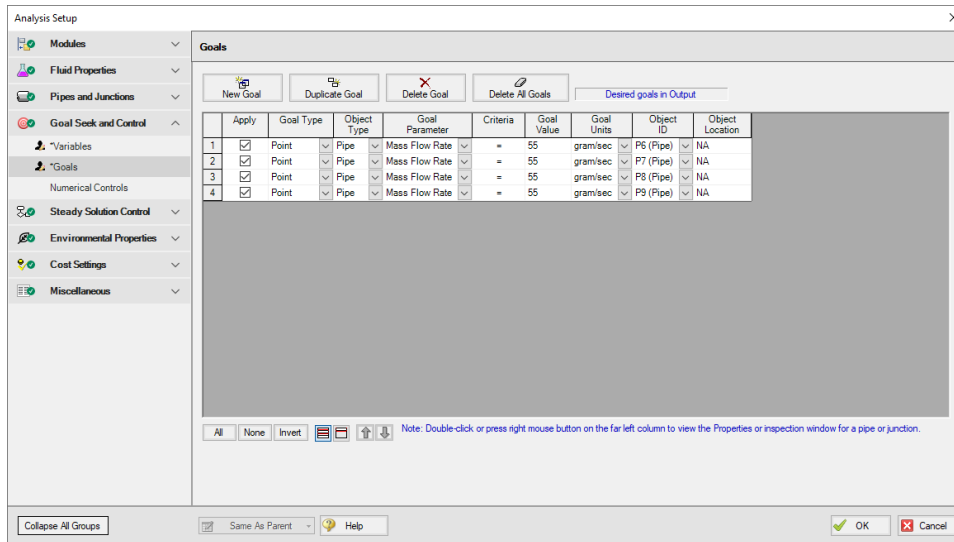 Analysis Setup
Modules
Fluid Properties
Pipes and Junctions
Goal Seek and Control
*Variables
*Goals
Numerical Controls
Steady Solution Control
Environmental Properties
Cost Settings
Miscellaneous
Goals
New Goal Duplicate Goal Delete Goal Delete All Goals Desired goals in Output
Apply Goal Type Object Type Goal Parameter Criteria Goal Value Goal Units Object ID Object Location
1 Point Pipe Mass Flow Rate = 55 gram/sec P6 (Pipe) NA
2 Point Pipe Mass Flow Rate = 55 gram/sec P7 (Pipe) NA
3 Point Pipe Mass Flow Rate = 55 gram/sec P8 (Pipe) NA
4 Point Pipe Mass Flow Rate = 55 gram/sec P9 (Pipe) NA
All None Invert Note: Double-click or press right mouse button on the far left column to view the Properties or inspection window for a pipe or junction.
Collapse All Groups Same As Parent Help OK Cancel